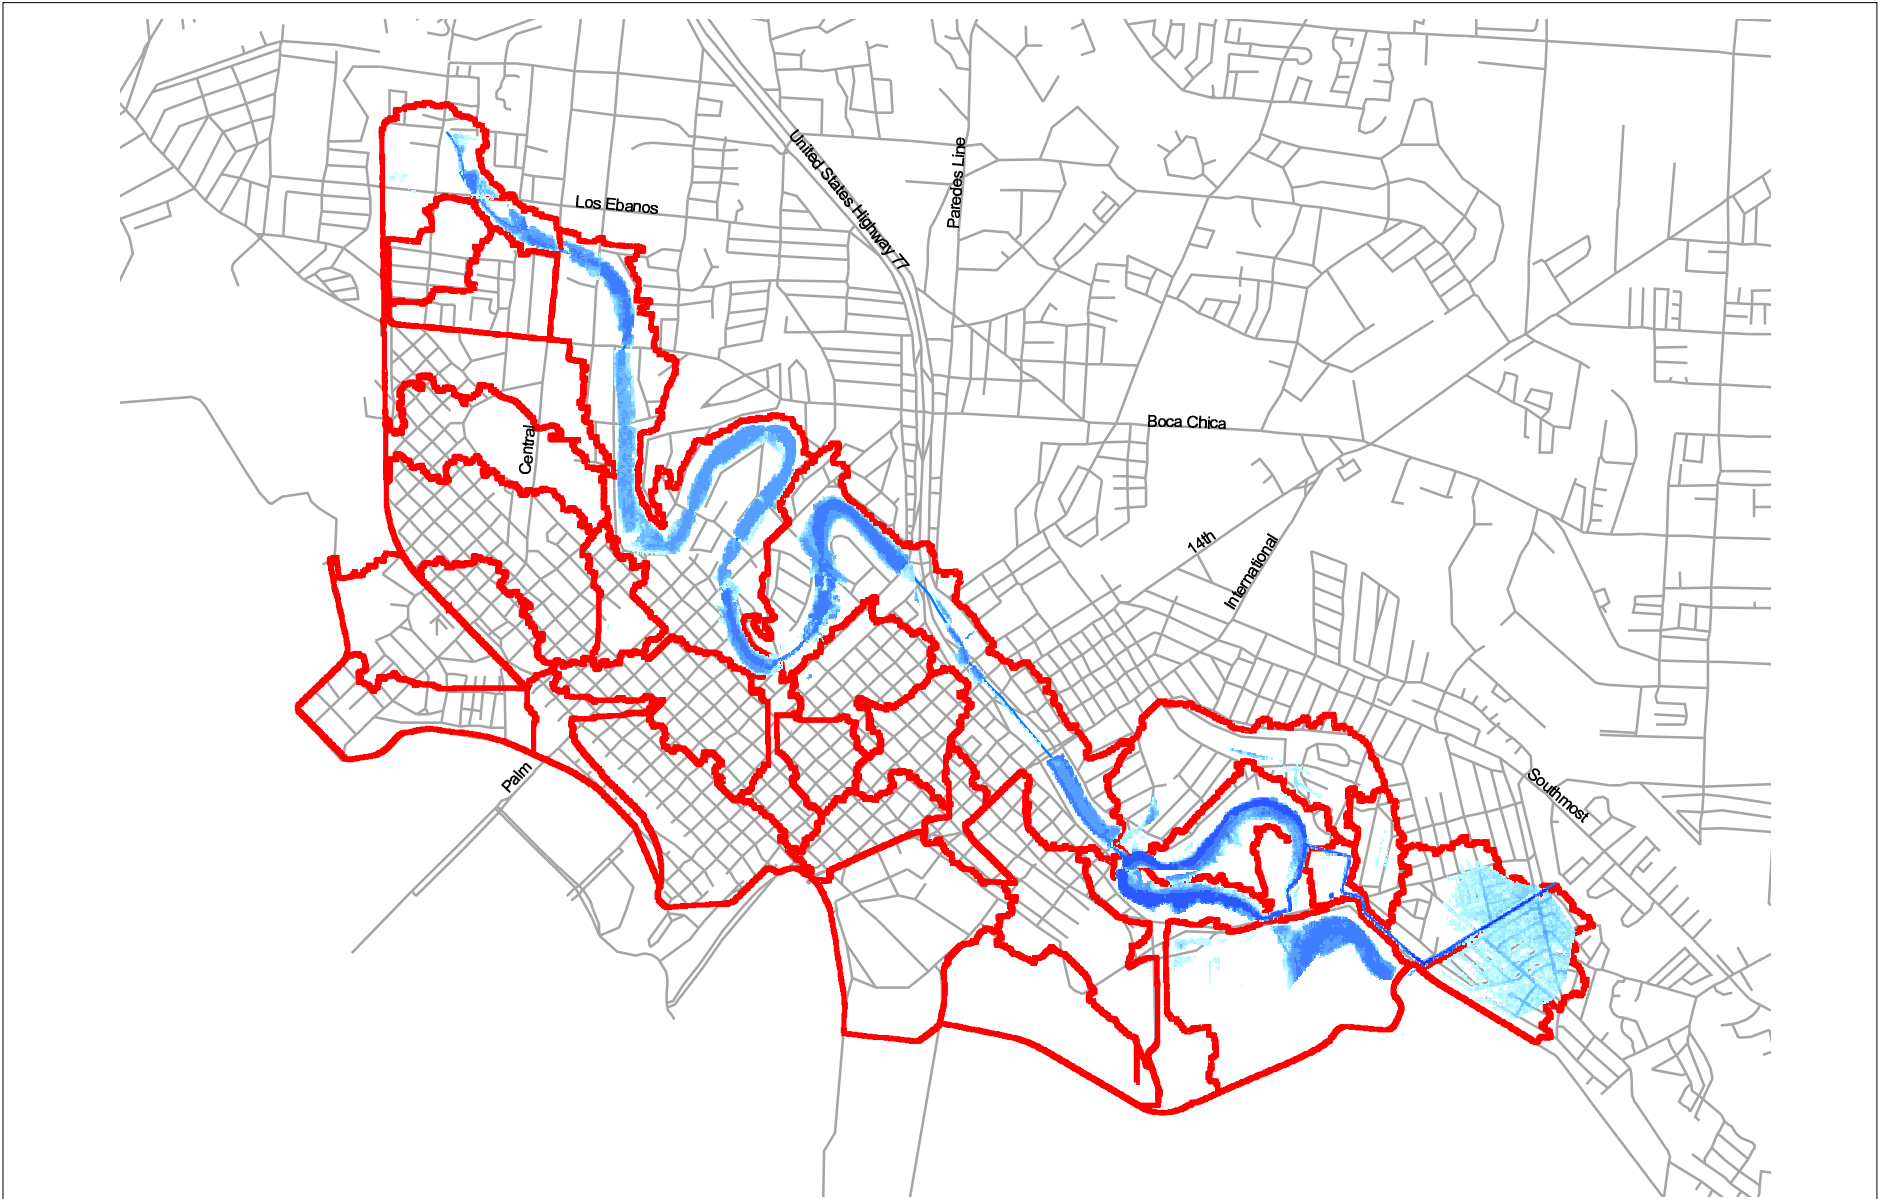 United States Highway 77
Paredes Line
Los Ebanos
Boca Chica
Central
14th
International
Palm
Southmost